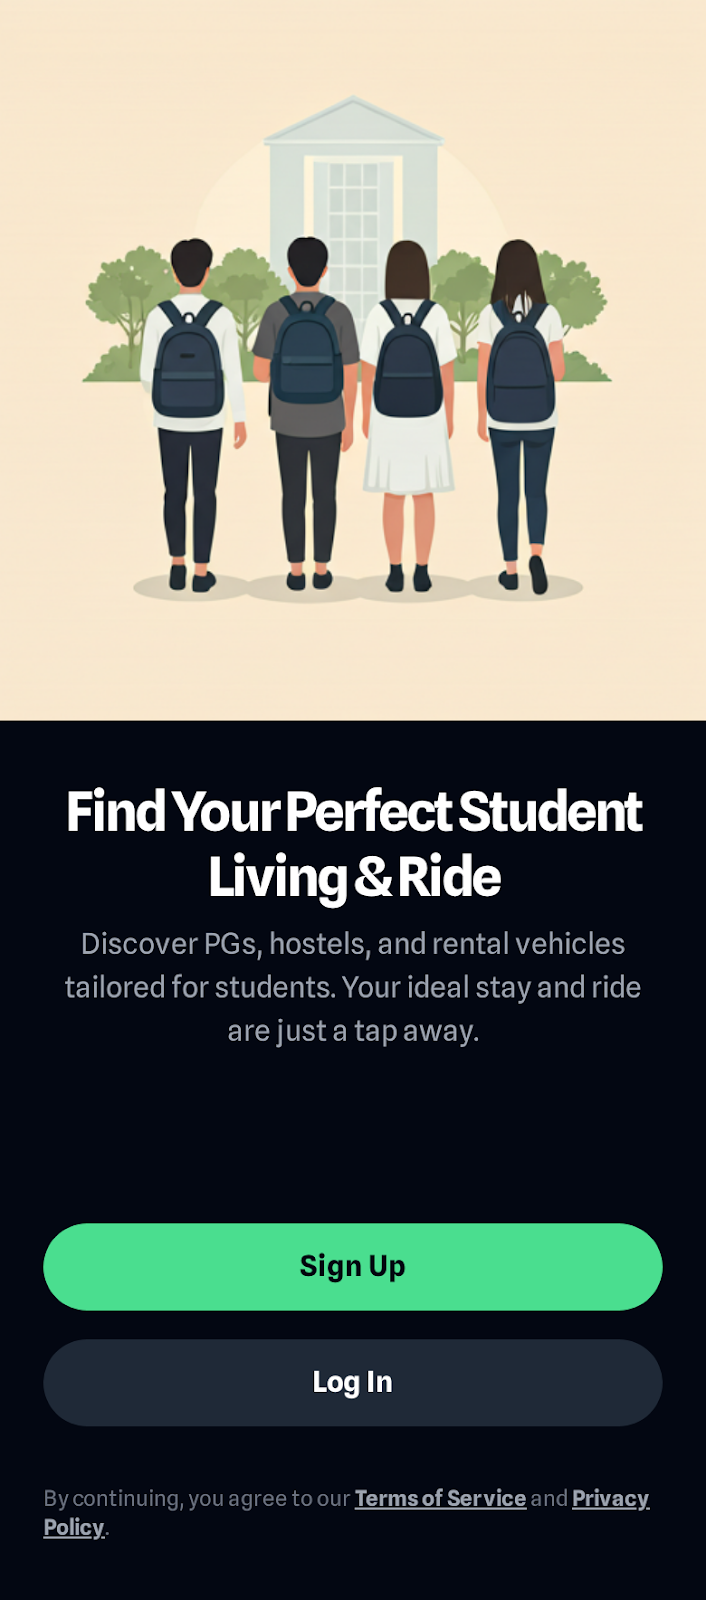 Find Your Perfect Student
Living & Ride
Discover PGs, hostels, and rental vehicles
tailored for students. Your ideal stay and ride
are just a tap away.
Sign Up
Log In
By continuing, you agree to our Terms of Service and Privacy
Policy.